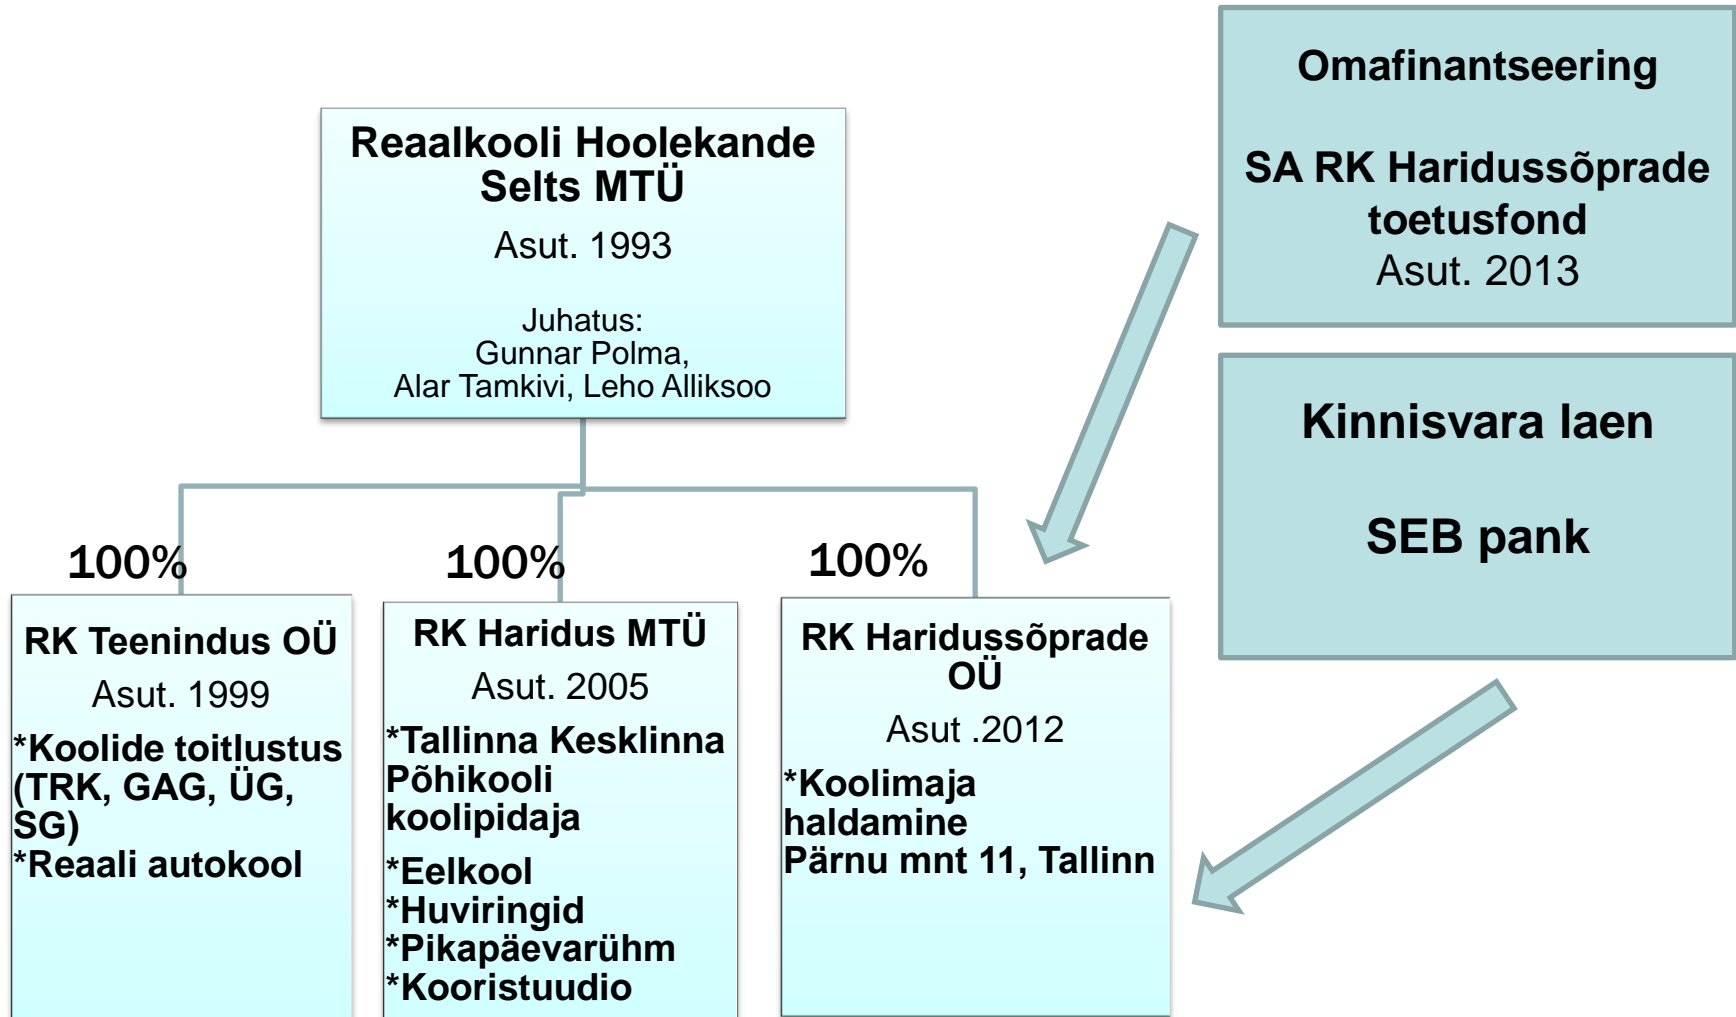 Reaalkooli Hoolekande
Selts MTÜ
Asut. 1993
Juhatus:
Gunnar Polma,
Alar Tamkivi, Leho Alliksoo
Omafinantseering
SA RK Haridussõprade
toetusfond
Asut. 2013
Kinnisvara laen
SEB pank
100%
RK Teenindus OÜ
Asut. 1999
*Koolide toitlustus
(TRK, GAG, ÜG,
SG)
*Reaali autokool
100%
RK Haridus MTÜ
Asut. 2005
*Tallinna Kesklinna
Põhikooli
koolipidaja
*Eelkool
*Huviringid
*Pikapäevarühm
*Kooristuudio
100%
RK Haridussõprade
OÜ
Asut .2012
*Koolimaja
haldamine
Pärnu mnt 11, Tallinn